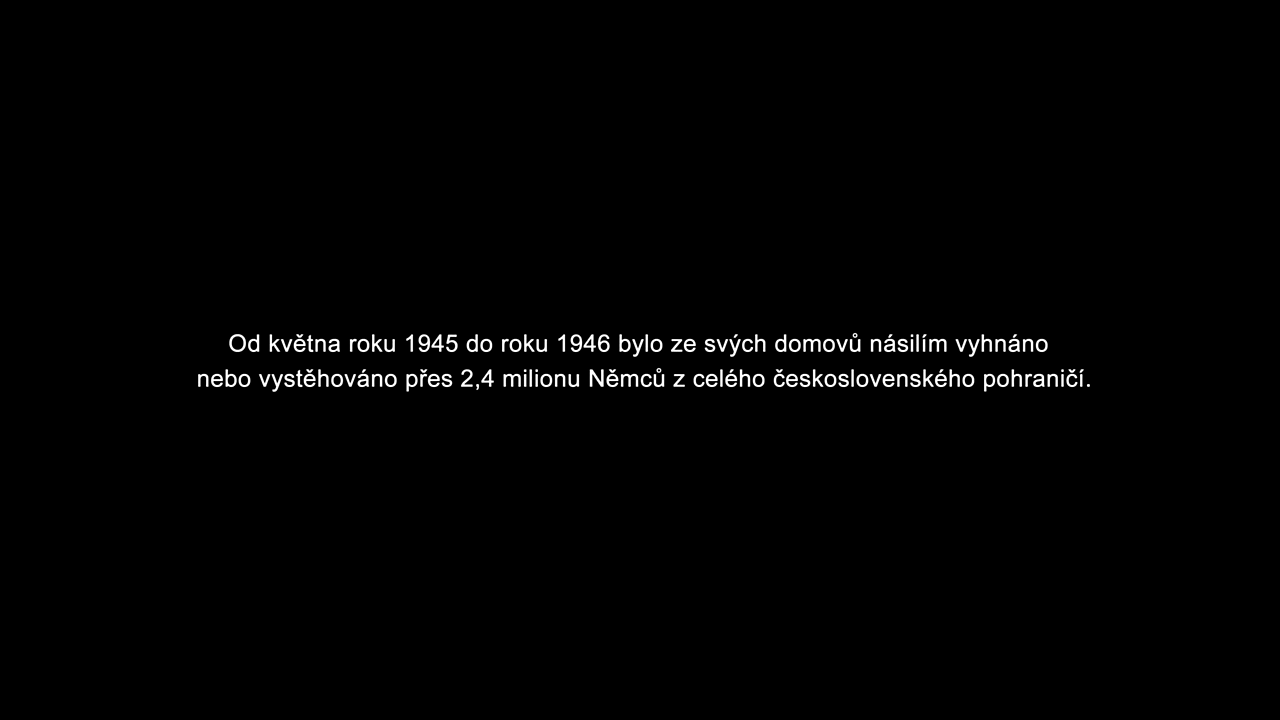 Od května roku 1945 do roku 1946 bylo ze svých domovů násilím vyhnáno
nebo vystěhováno přes 2,4 milionu Němců z celého československého pohraničí.